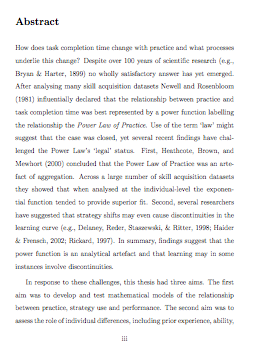 Abstract
How does task completion time change with practice and what processes
underlie this change? Despite over 100 years of scientific research (e.g.,
Bryan & Harter, 1899) no wholly satisfactory answer has yet emerged.
After analysing many skill acquisition datasets Newell and Rosenbloom
(1981) influentially declared that the relationship between practice and
task completion time was best represented by a power function labelling
the relationship the Power Law of Practice. Use of the term ‘law’ might
suggest that the case was closed, yet several recent findings have chal-
lenged the Power Law’s ‘legal’ status. First, Heathcote, Brown, and
Mewhort (2000) concluded that the Power Law of Practice was an arte-
fact of aggregation. Across a large number of skill acquisition datasets
they showed that when analysed at the individual-level the exponen-
tial function tended to provide superior fit. Second, several researchers
have suggested that strategy shifts may even cause discontinuities in the
learning curve (e.g., Delaney, Reder, Staszewski, & Ritter, 1998; Haider
& Frensch, 2002; Rickard, 1997). In summary, findings suggest that the
power function is an analytical artefact and that learning may in some
instances involve discontinuities.
In response to these challenges, this thesis had three aims. The first
aim was to develop and test mathematical models of the relationship
between practice, strategy use and performance. The second aim was to
assess the role of individual differences, including prior experience, ability,
iii